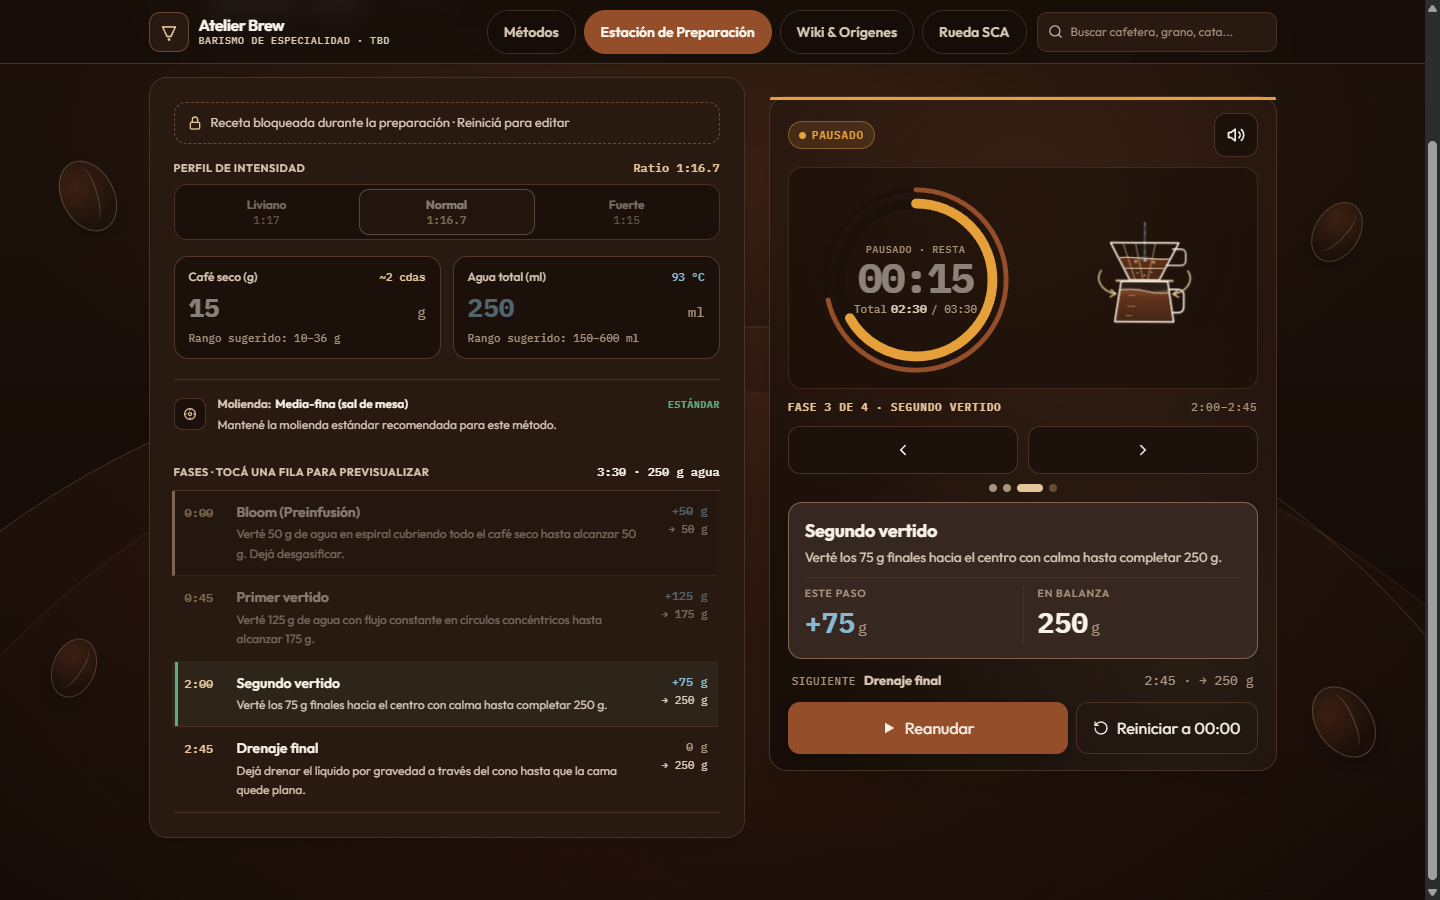 Atelier Brew
BARISMO DE ESPECIALIDAD · TBD
Métodos
Estación de Preparación
Wiki & Orígenes
Rueda SCA
Buscar cafetera, grano, cata...
Receta bloqueada durante la preparación · Reiniciá para editar
PERFIL DE INTENSIDAD
Ratio 1:16.7
Liviano
1:17
Normal
1:16.7
Fuerte
1:15
Café seco (g)
~2 cdas
15
g
Rango sugerido: 10–36 g
Agua total (ml)
93 °C
250
ml
Rango sugerido: 150–600 ml
Molienda: Media-fina (sal de mesa)
ESTÁNDAR
Mantené la molienda estándar recomendada para este método.
FASES · TOCÁ UNA FILA PARA PREVISUALIZAR
3:30 · 250 g agua
0:00
Bloom (Preinfusión)
+50 g
Verté 50 g de agua en espiral cubriendo todo el café seco hasta alcanzar 50
→ 50 g
g. Dejá desgasificar.
0:45
Primer vertido
+125 g
Verté 125 g de agua con flujo constante en círculos concéntricos hasta
→ 175 g
alcanzar 175 g.
2:00
Segundo vertido
+75 g
Verté los 75 g finales hacia el centro con calma hasta completar 250 g.
→ 250 g
2:45
Drenaje final
0 g
Dejá drenar el líquido por gravedad a través del cono hasta que la cama
→ 250 g
quede plana.
PAUSADO
PAUSADO · RESTA
00:15
Total 02:30 / 03:30
FASE 3 DE 4 · SEGUNDO VERTIDO
2:00–2:45
Segundo vertido
Verté los 75 g finales hacia el centro con calma hasta completar 250 g.
ESTE PASO
+75 g
EN BALANZA
250 g
SIGUIENTE Drenaje final
2:45 · → 250 g
Reanudar
Reiniciar a 00:00